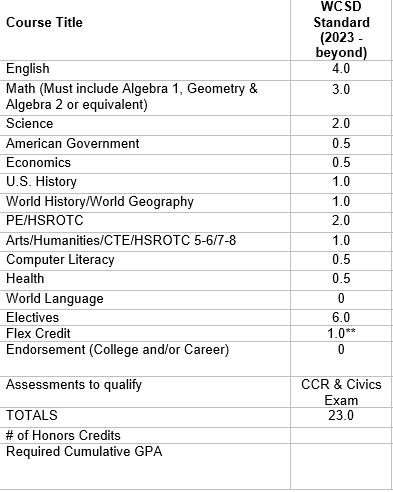 Course Title WCSD
Standard
(2023 -
beyond)
English 4.0
Math (Must include Algebra 1, Geometry & 3.0
Algebra 2 or equivalent)
Science 2.0
American Government 0.5
Economics 0.5
U.S. History 1.0
World History/World Geography 1.0
PE/HSROTC 2.0
Arts/Humanities/CTE/HSROTC 5-6/7-8 1.0
Computer Literacy 0.5
Health 0.5
World Language 0
Electives 6.0
Flex Credit 1.0**
Endorsement (College and/or Career) 0
Assessments to qualify CCR & Civics
Exam
TOTALS 23.0
# of Honors Credits
Required Cumulative GPA